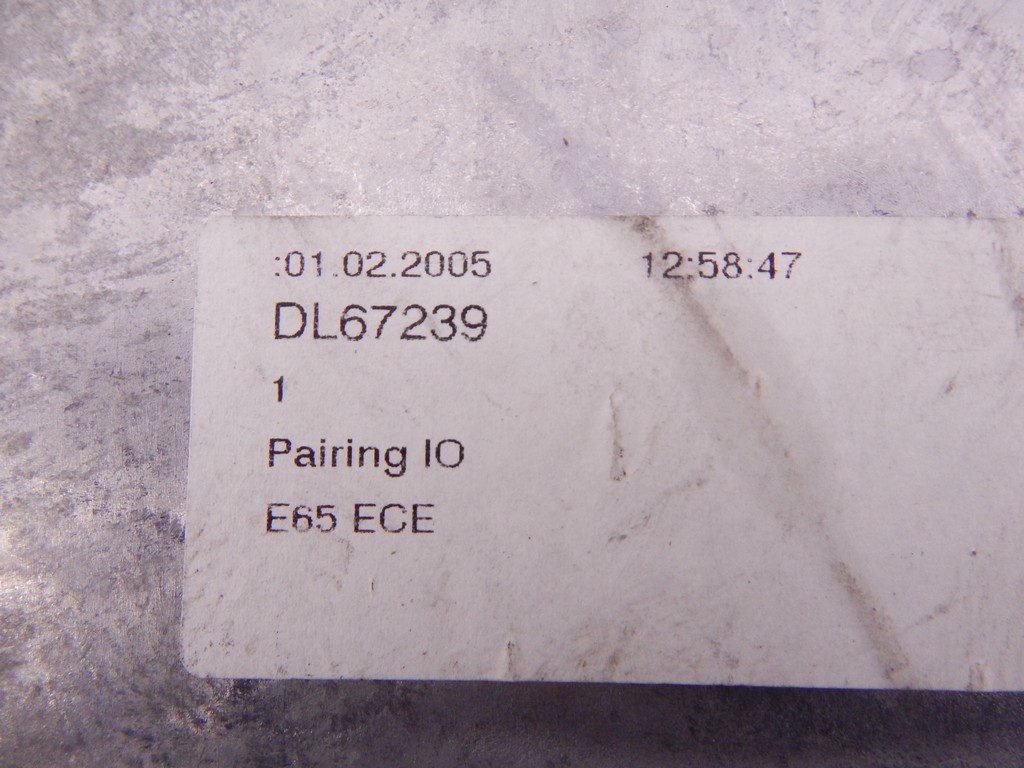 :01.02.2005 12:58:47
DL67239
1
Pairing IO
E65 ECE